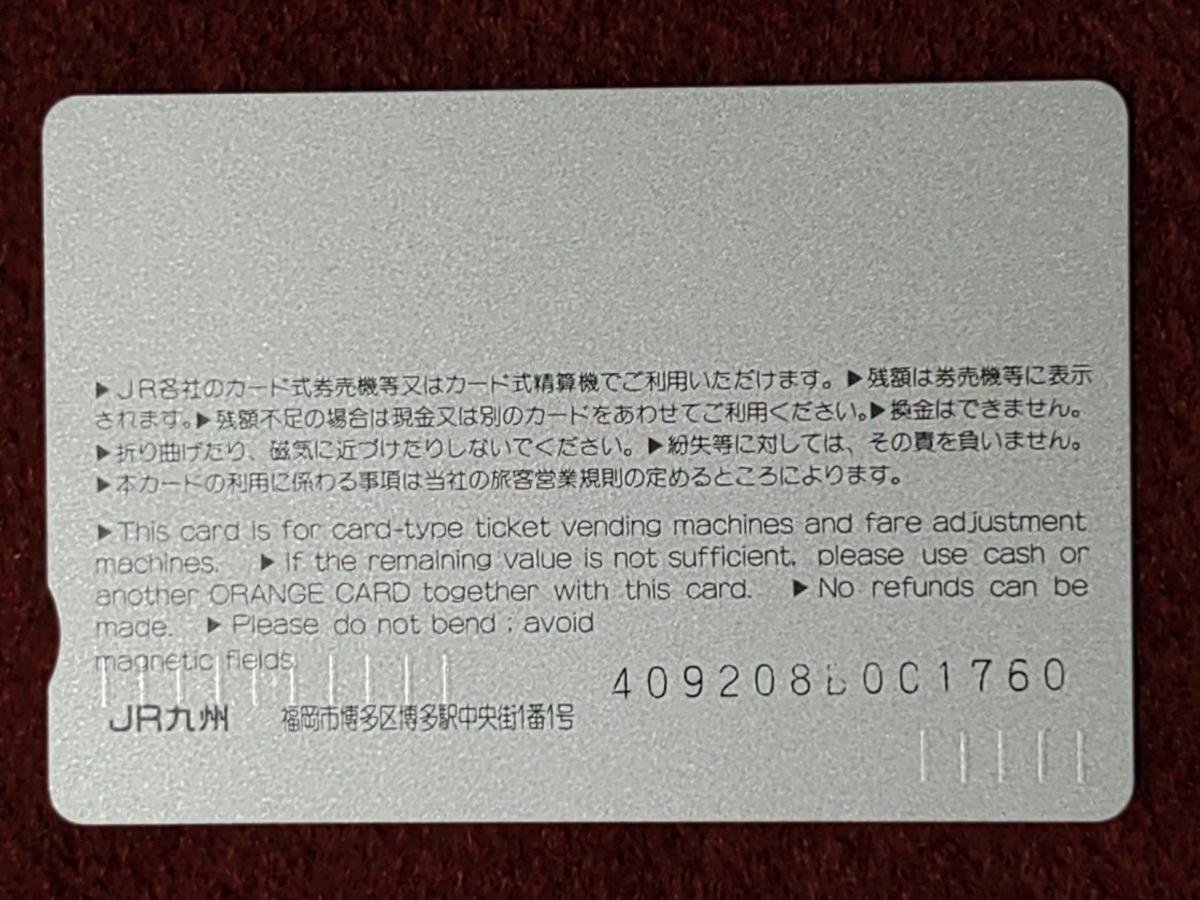 ▶JR各社のカード式券売機等又はカード式精算機でご利用いただけます。▶残額は券売機等に表示
されます。▶残額不足の場合は現金又は別のカードをあわせてご利用ください。▶換金はできません。
▶折り曲げたり、磁気に近づけたりしないでください。▶紛失等に対しては、その責を負いません。
▶本カードの利用に係わる事項は当社の旅客営業規則の定めるところによります。
▶This card is for card-type ticket vending machines and fare adjustment
machines. ▶If the remaining value is not sufficient, please use cash or
another ORANGE CARD together with this card. ▶No refunds can be
made. ▶Please do not bend ; avoid
magnetic fields.
JR九州 福岡市博多区博多駅中央街1番1号